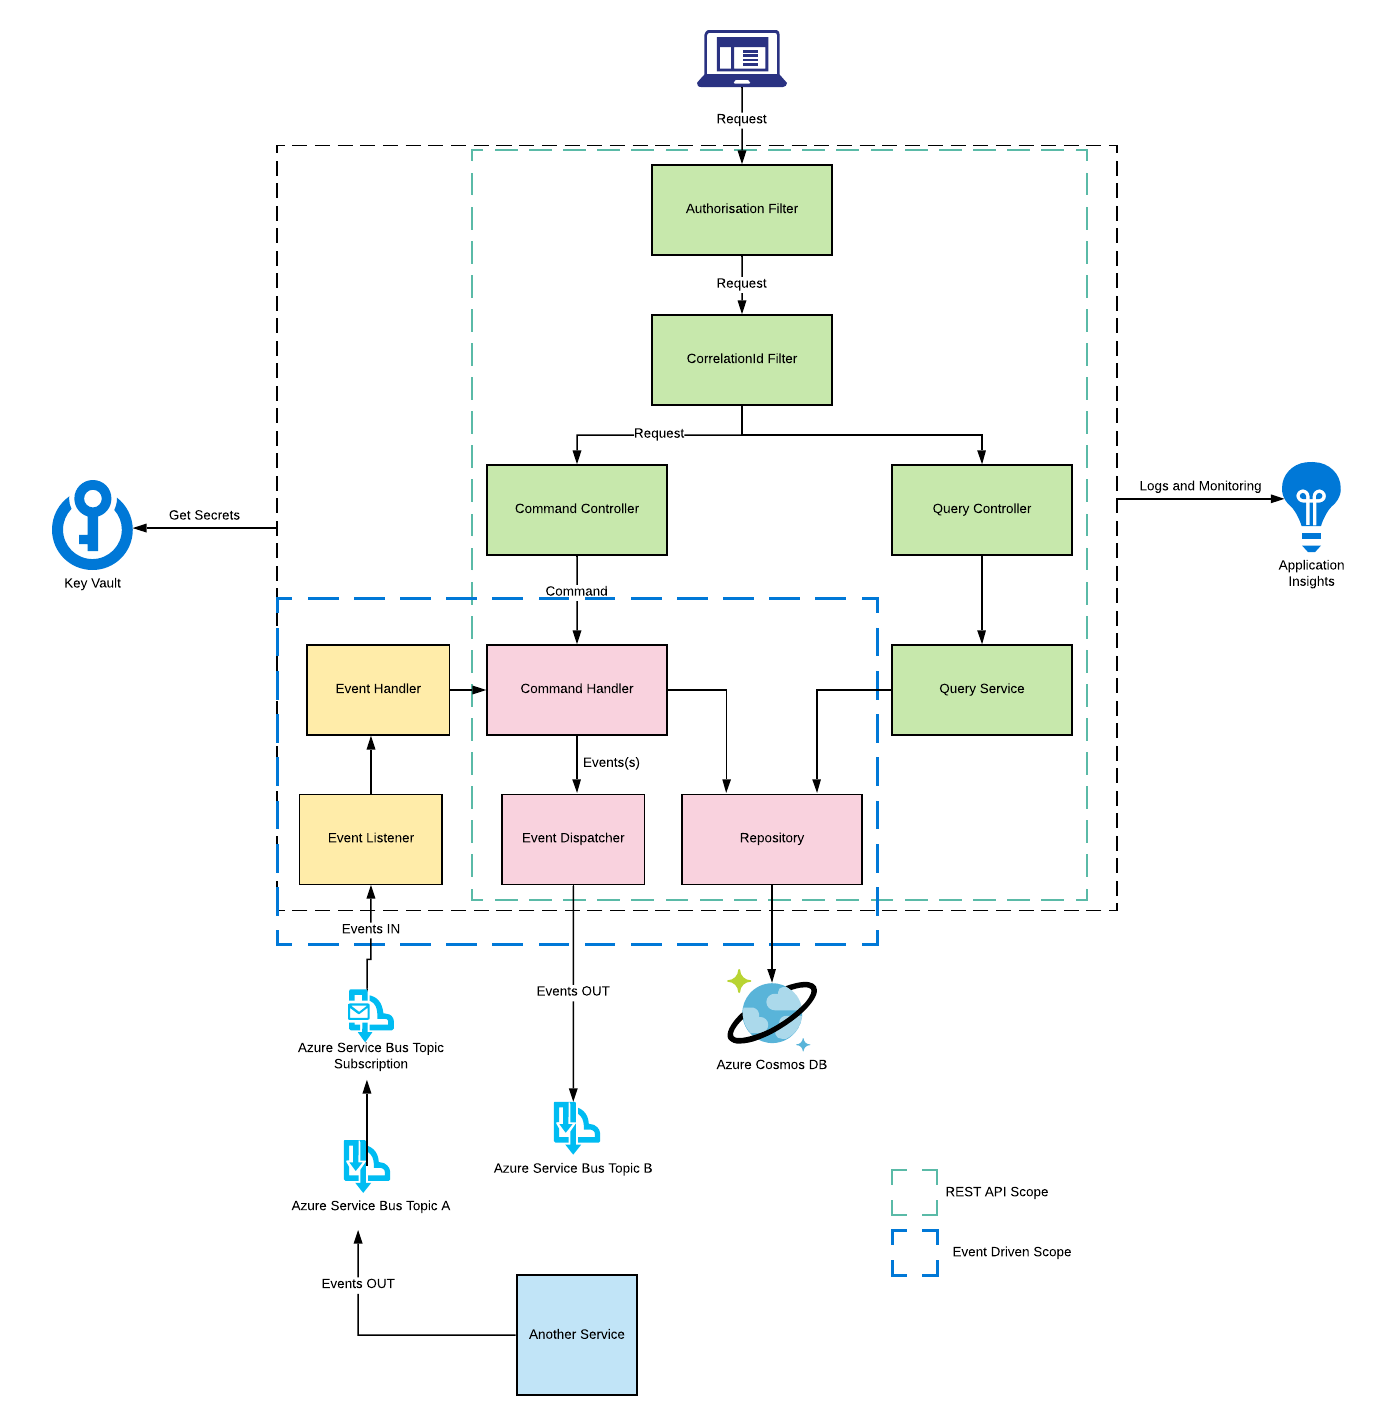 Request
Authorisation Filter
Request
CorrelationId Filter
Request
Command Controller
Query Controller
Logs and Monitoring
Get Secrets
Key Vault
Application
Insights
Command
Event Handler
Command Handler
Query Service
Events(s)
Event Listener
Event Dispatcher
Repository
Events IN
Events OUT
Azure Service Bus Topic
Subscription
Azure Cosmos DB
Azure Service Bus Topic B
Azure Service Bus Topic A
REST API Scope
Event Driven Scope
Events OUT
Another Service